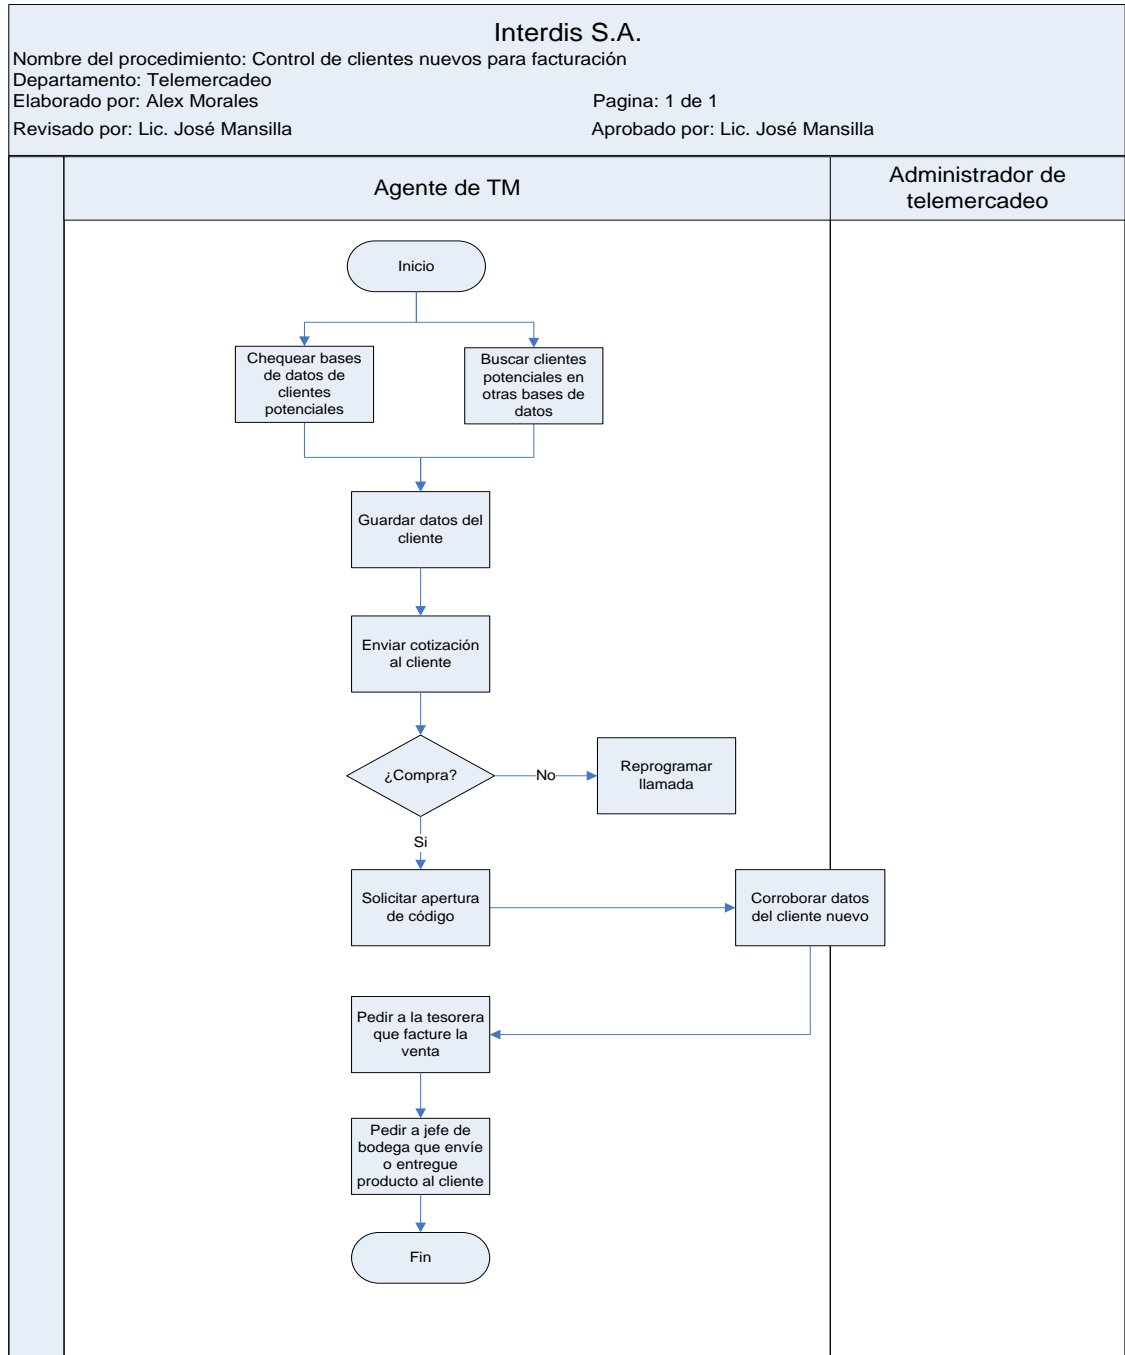 Interdis S.A.
Nombre del procedimiento: Control de clientes nuevos para facturación
Departamento: Telemercadeo
Elaborado por: Alex Morales
Pagina: 1 de 1
Revisado por: Lic. José Mansilla
Aprobado por: Lic. José Mansilla
Agente de TM
Administrador de
telemercadeo
Inicio
Chequear bases
de datos de
clientes
potenciales
Buscar clientes
potenciales en
otras bases de
datos
Guardar datos del
cliente
Enviar cotización
al cliente
¿Compra?
No
Reprogramar
llamada
Si
Solicitar apertura
de código
Corroborar datos
del cliente nuevo
Pedir a la tesorera
que facture la
venta
Pedir a jefe de
bodega que envíe
o entregue
producto al cliente
Fin